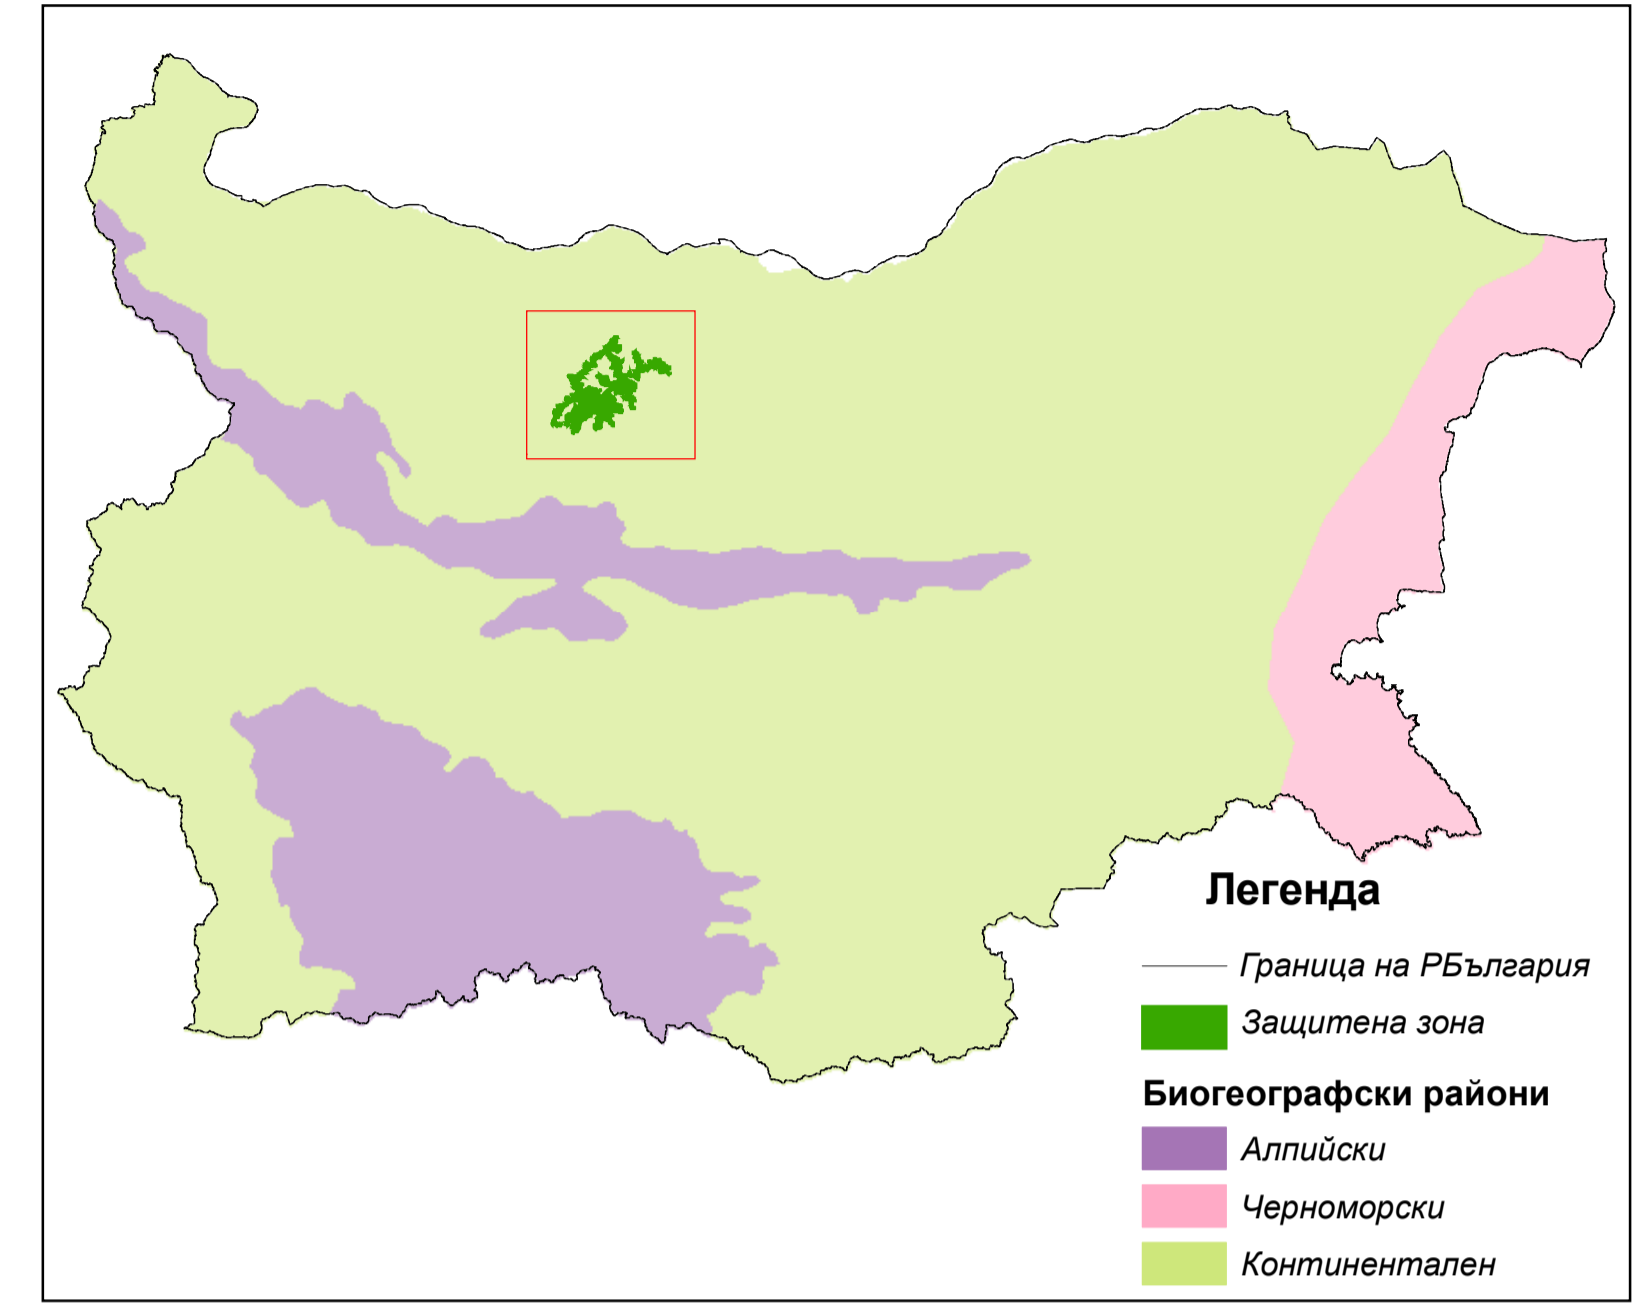 Легенда
Граница на РБългария
Защитена зона
Биогеографски райони
Алпийски
Черноморски
Континентален